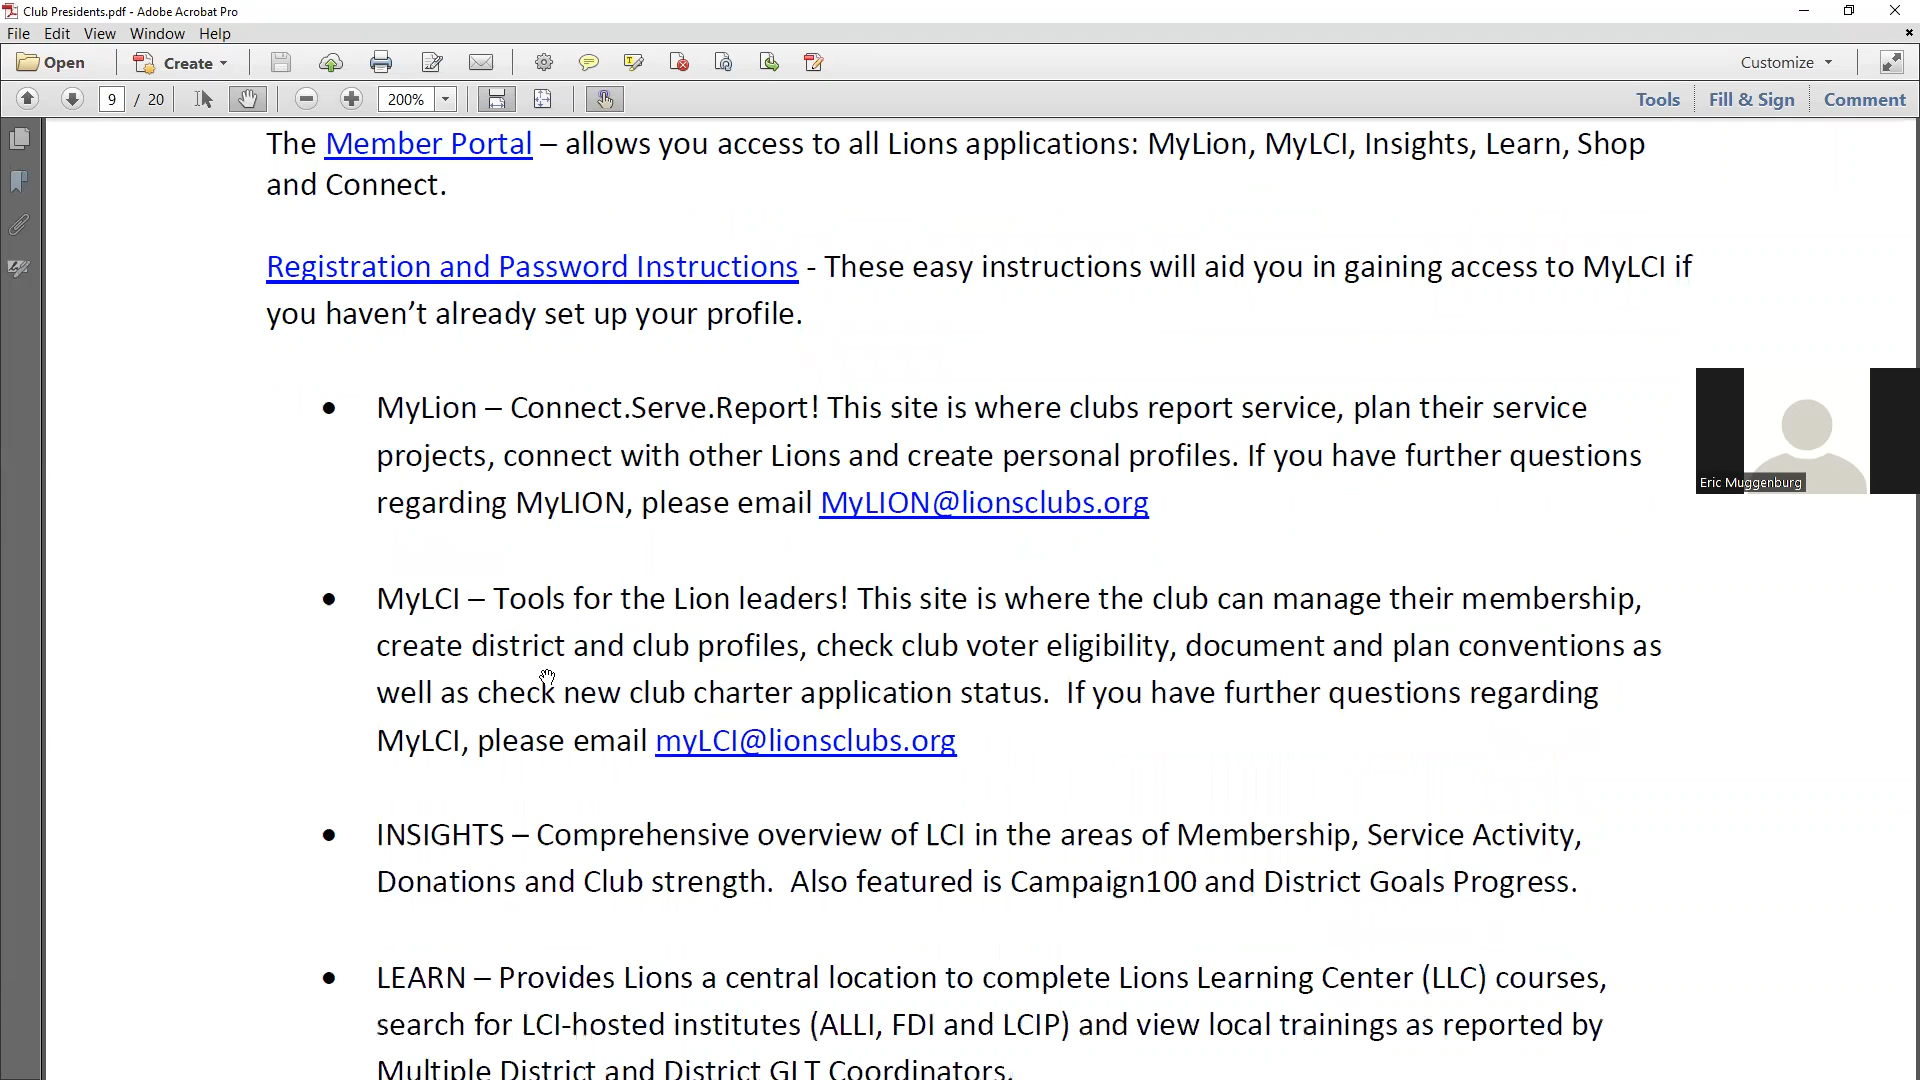 Club Presidents.pdf - Adobe Acrobat Pro
File Edit View Window Help
Open Create Customize
9 / 20 200% Tools Fill & Sign Comment
The Member Portal – allows you access to all Lions applications: MyLion, MyLCI, Insights, Learn, Shop
and Connect.
Registration and Password Instructions - These easy instructions will aid you in gaining access to MyLCI if
you haven’t already set up your profile.
• MyLion – Connect.Serve.Report! This site is where clubs report service, plan their service
projects, connect with other Lions and create personal profiles. If you have further questions
regarding MyLION, please email MyLION@lionsclubs.org
Eric Muggenburg
• MyLCI – Tools for the Lion leaders! This site is where the club can manage their membership,
create district and club profiles, check club voter eligibility, document and plan conventions as
well as check new club charter application status.  If you have further questions regarding
MyLCI, please email myLCI@lionsclubs.org
• INSIGHTS – Comprehensive overview of LCI in the areas of Membership, Service Activity,
Donations and Club strength.  Also featured is Campaign100 and District Goals Progress.
• LEARN – Provides Lions a central location to complete Lions Learning Center (LLC) courses,
search for LCI-hosted institutes (ALLI, FDI and LCIP) and view local trainings as reported by
Multiple District and District GLT Coordinators.